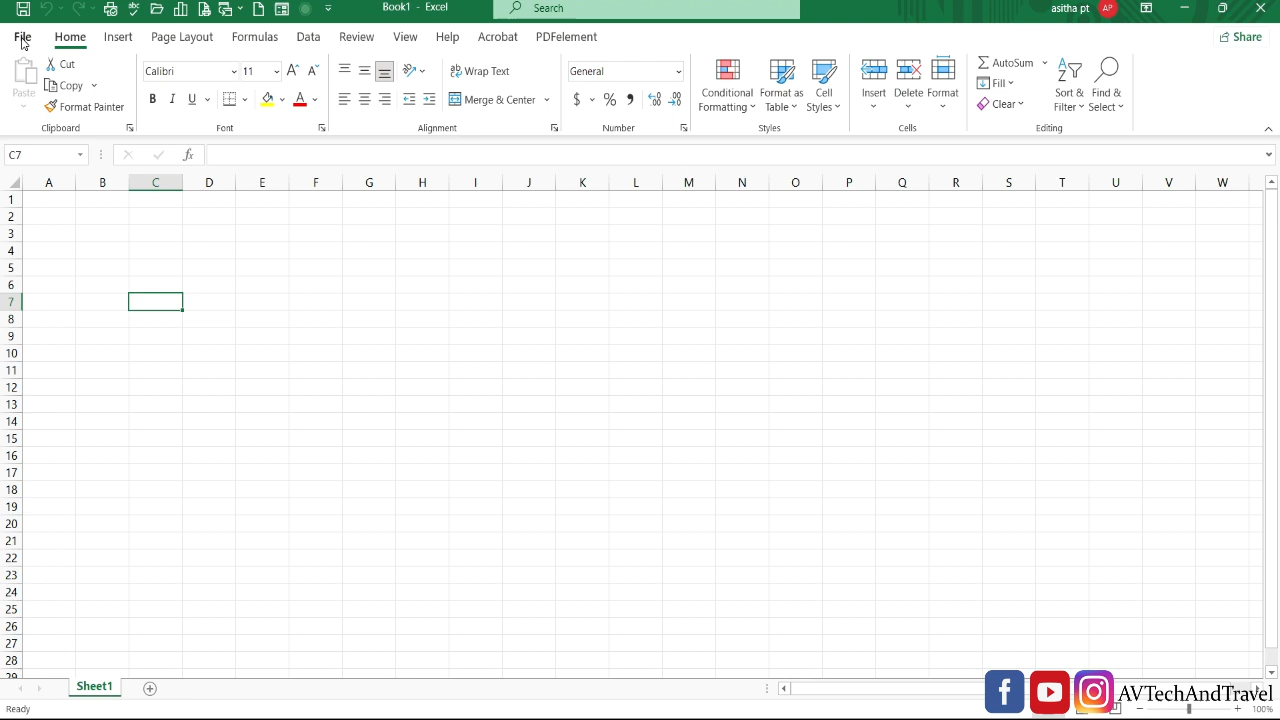 Book1 - Excel
Search
asitha pt
AP
File Home Insert Page Layout Formulas Data Review View Help Acrobat PDFelement
Share
Paste
Cut
Copy
Format Painter
Clipboard
Calibri
11
B I U
Font
Wrap Text
Merge & Center
Alignment
General
$ % ,
Number
Conditional Formatting
Format as Table
Cell Styles
Styles
Insert
Delete
Format
Cells
AutoSum
Fill
Clear
Sort & Filter
Find & Select
Editing
C7
fx
A B C D E F G H I J K L M N O P Q R S T U V W
1
2
3
4
5
6
7
8
9
10
11
12
13
14
15
16
17
18
19
20
21
22
23
24
25
26
27
28
29
Sheet1
AVTechAndTravel
Ready
100%